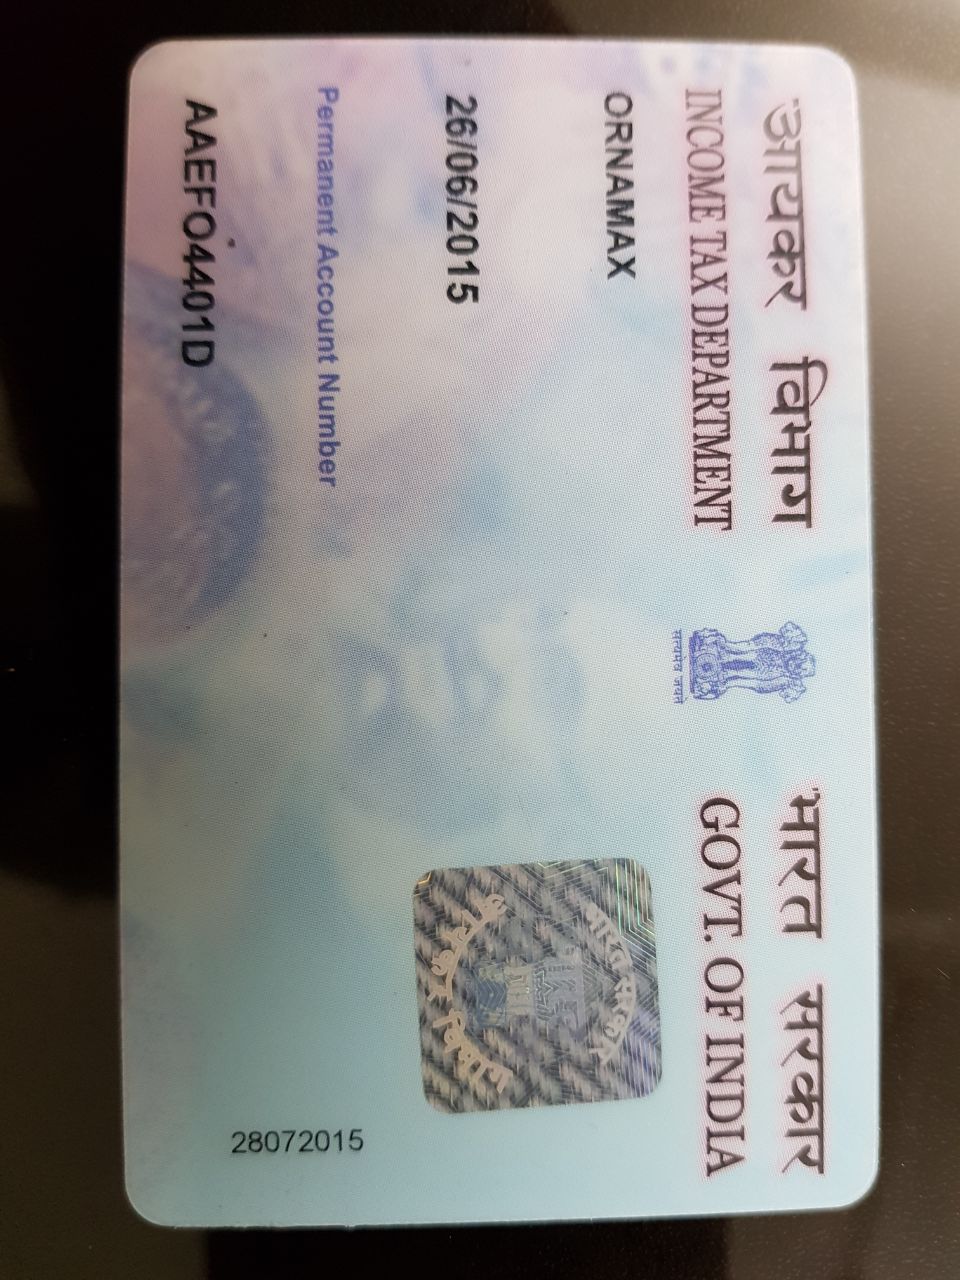 आयकर विभाग
INCOME TAX DEPARTMENT
सत्यमेव जयते
भारत सरकार
GOVT. OF INDIA
ORNAMAX
26/06/2015
Permanent Account Number
AAEFO4401D
भारत सरकार
आयकर विभाग
28072015